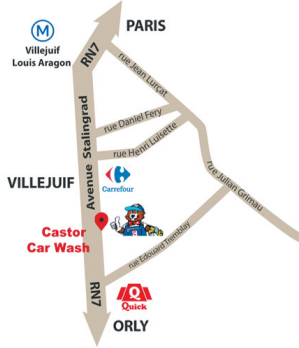 PARIS
M
Villejuif
Louis Aragon
RN7
rue Jean Lurçat
rue Daniel Fery
rue Henri Luisette
Avenue Stalingrad
VILLEJUIF
Carrefour
rue Julian Grimau
Castor
Car Wash
rue Edouard Tremblay
RN7
Q
Quick
ORLY